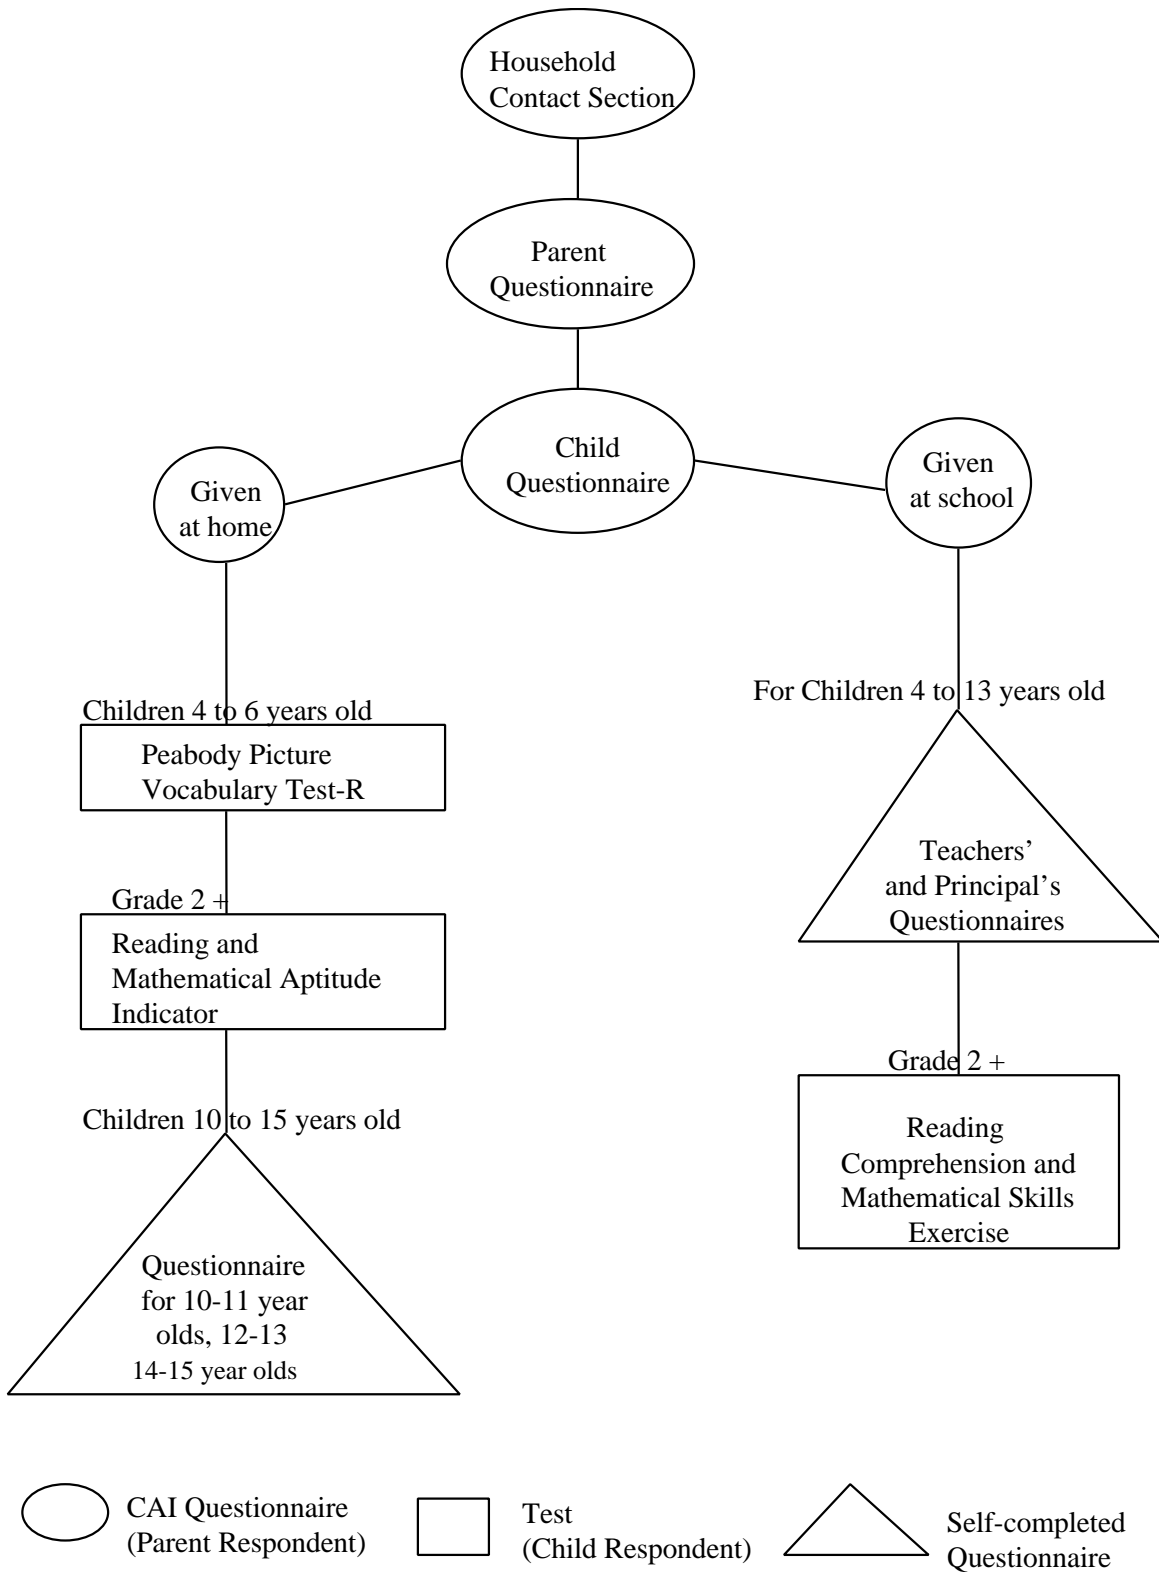 Household
Contact Section
Parent
Questionnaire
Child
Questionnaire
Given
at home
Given
at school
Children 4 to 6 years old
Peabody Picture
Vocabulary Test-R
Grade 2 +
Reading and
Mathematical Aptitude
Indicator
Children 10 to 15 years old
Questionnaire
for 10-11 year
olds, 12-13
14-15 year olds
For Children 4 to 13 years old
Teachers’
and Principal’s
Questionnaires
Grade 2 +
Reading
Comprehension and
Mathematical Skills
Exercise
CAI Questionnaire
(Parent Respondent)
Test
(Child Respondent)
Self-completed
Questionnaire